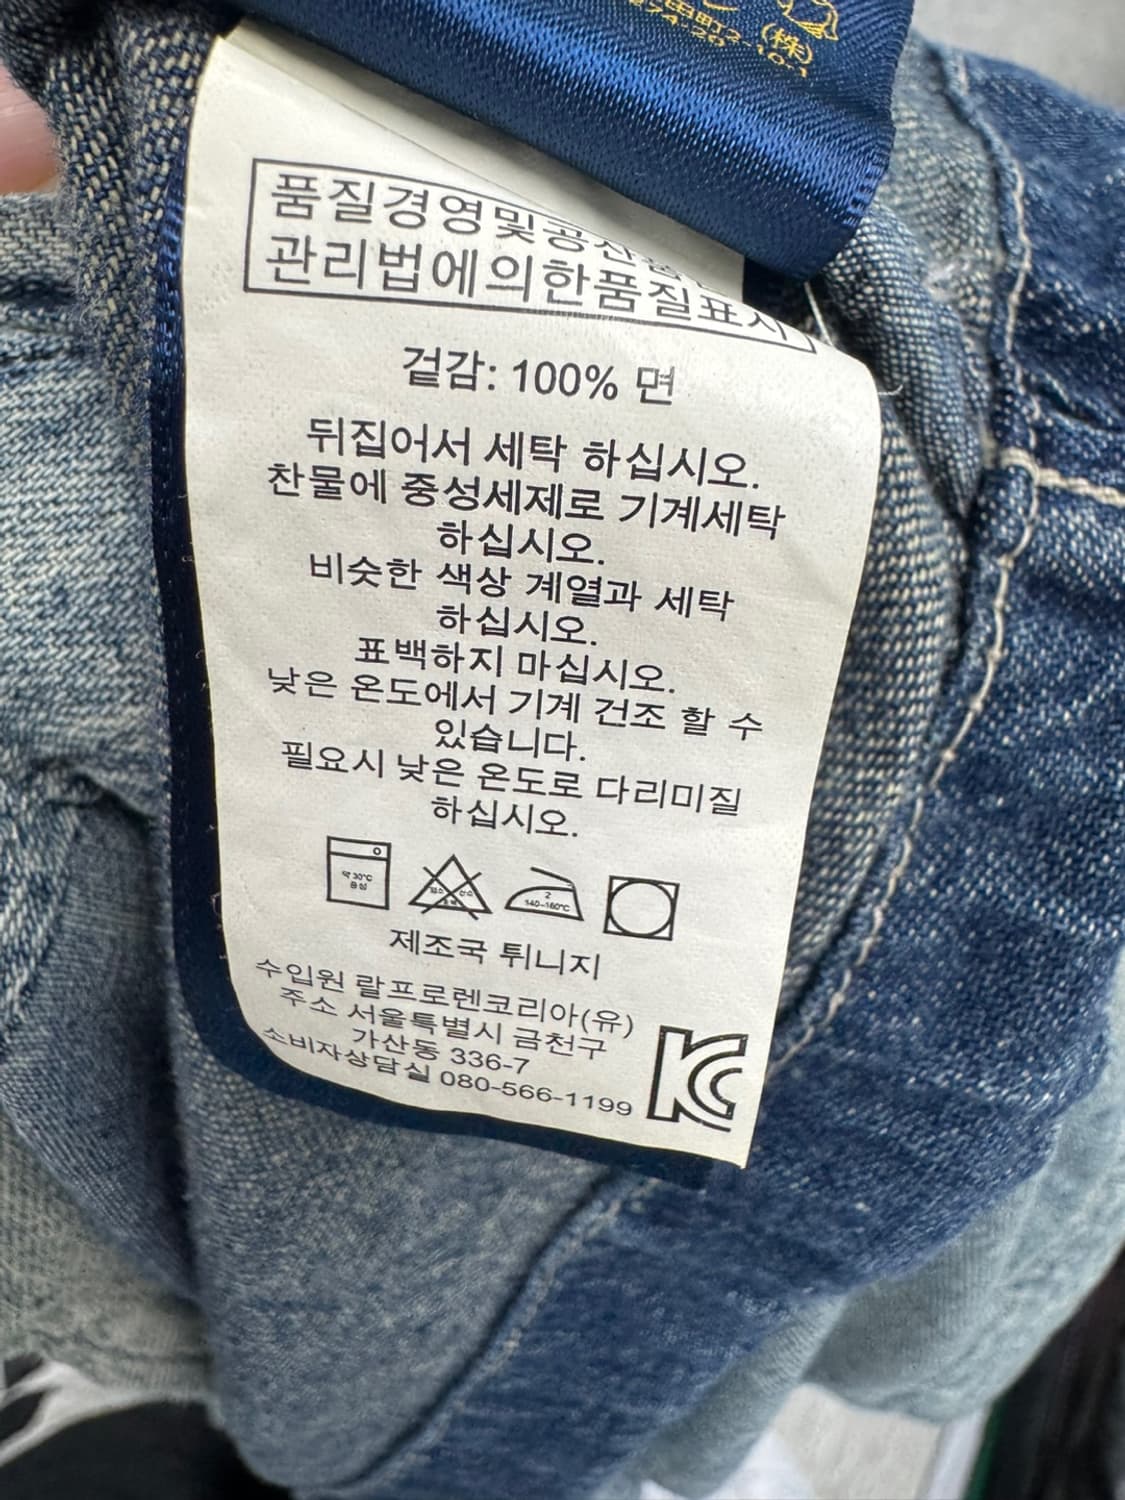 (株)
품질경영및공산품
관리법에의한품질표시
겉감: 100% 면
뒤집어서 세탁 하십시오.
찬물에 중성세제로 기계세탁
하십시오.
비슷한 색상 계열과 세탁
하십시오.
표백하지 마십시오.
낮은 온도에서 기계 건조 할 수
있습니다.
필요시 낮은 온도로 다리미질
하십시오.
약 30℃
중성
2
140~160℃
제조국 튀니지
수입원 랄프로렌코리아(유)
주소 서울특별시 금천구
가산동 336-7
소비자상담실 080-566-1199
KC